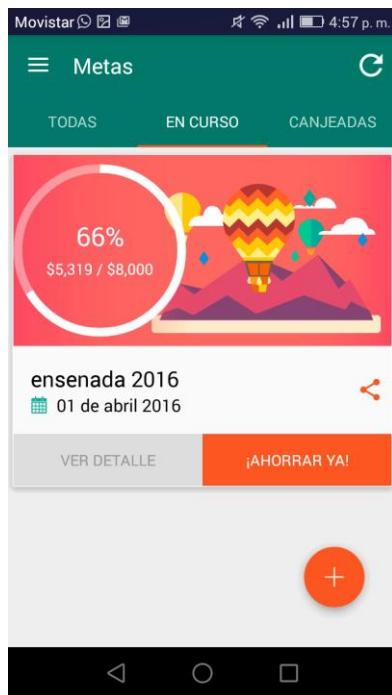 Movistar 4:57 p. m.
Metas
TODAS EN CURSO CANJEADAS
66%
$5,319 / $8,000
ensenada 2016
01 de abril 2016
VER DETALLE ¡AHORRAR YA!